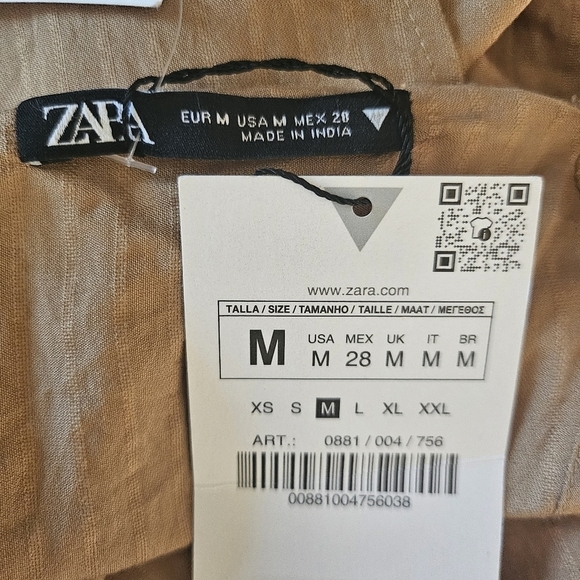 ZARA
EUR M USA M MEX 28
MADE IN INDIA
www.zara.com
TALLA / SIZE / TAMANHO / TAILLE / MAAT / ΜΕΓΕΘΟΣ
M
USA MEX UK IT BR
M 28 M M M
XS S M L XL XXL
ART.: 0881 / 004 / 756
00881004756038